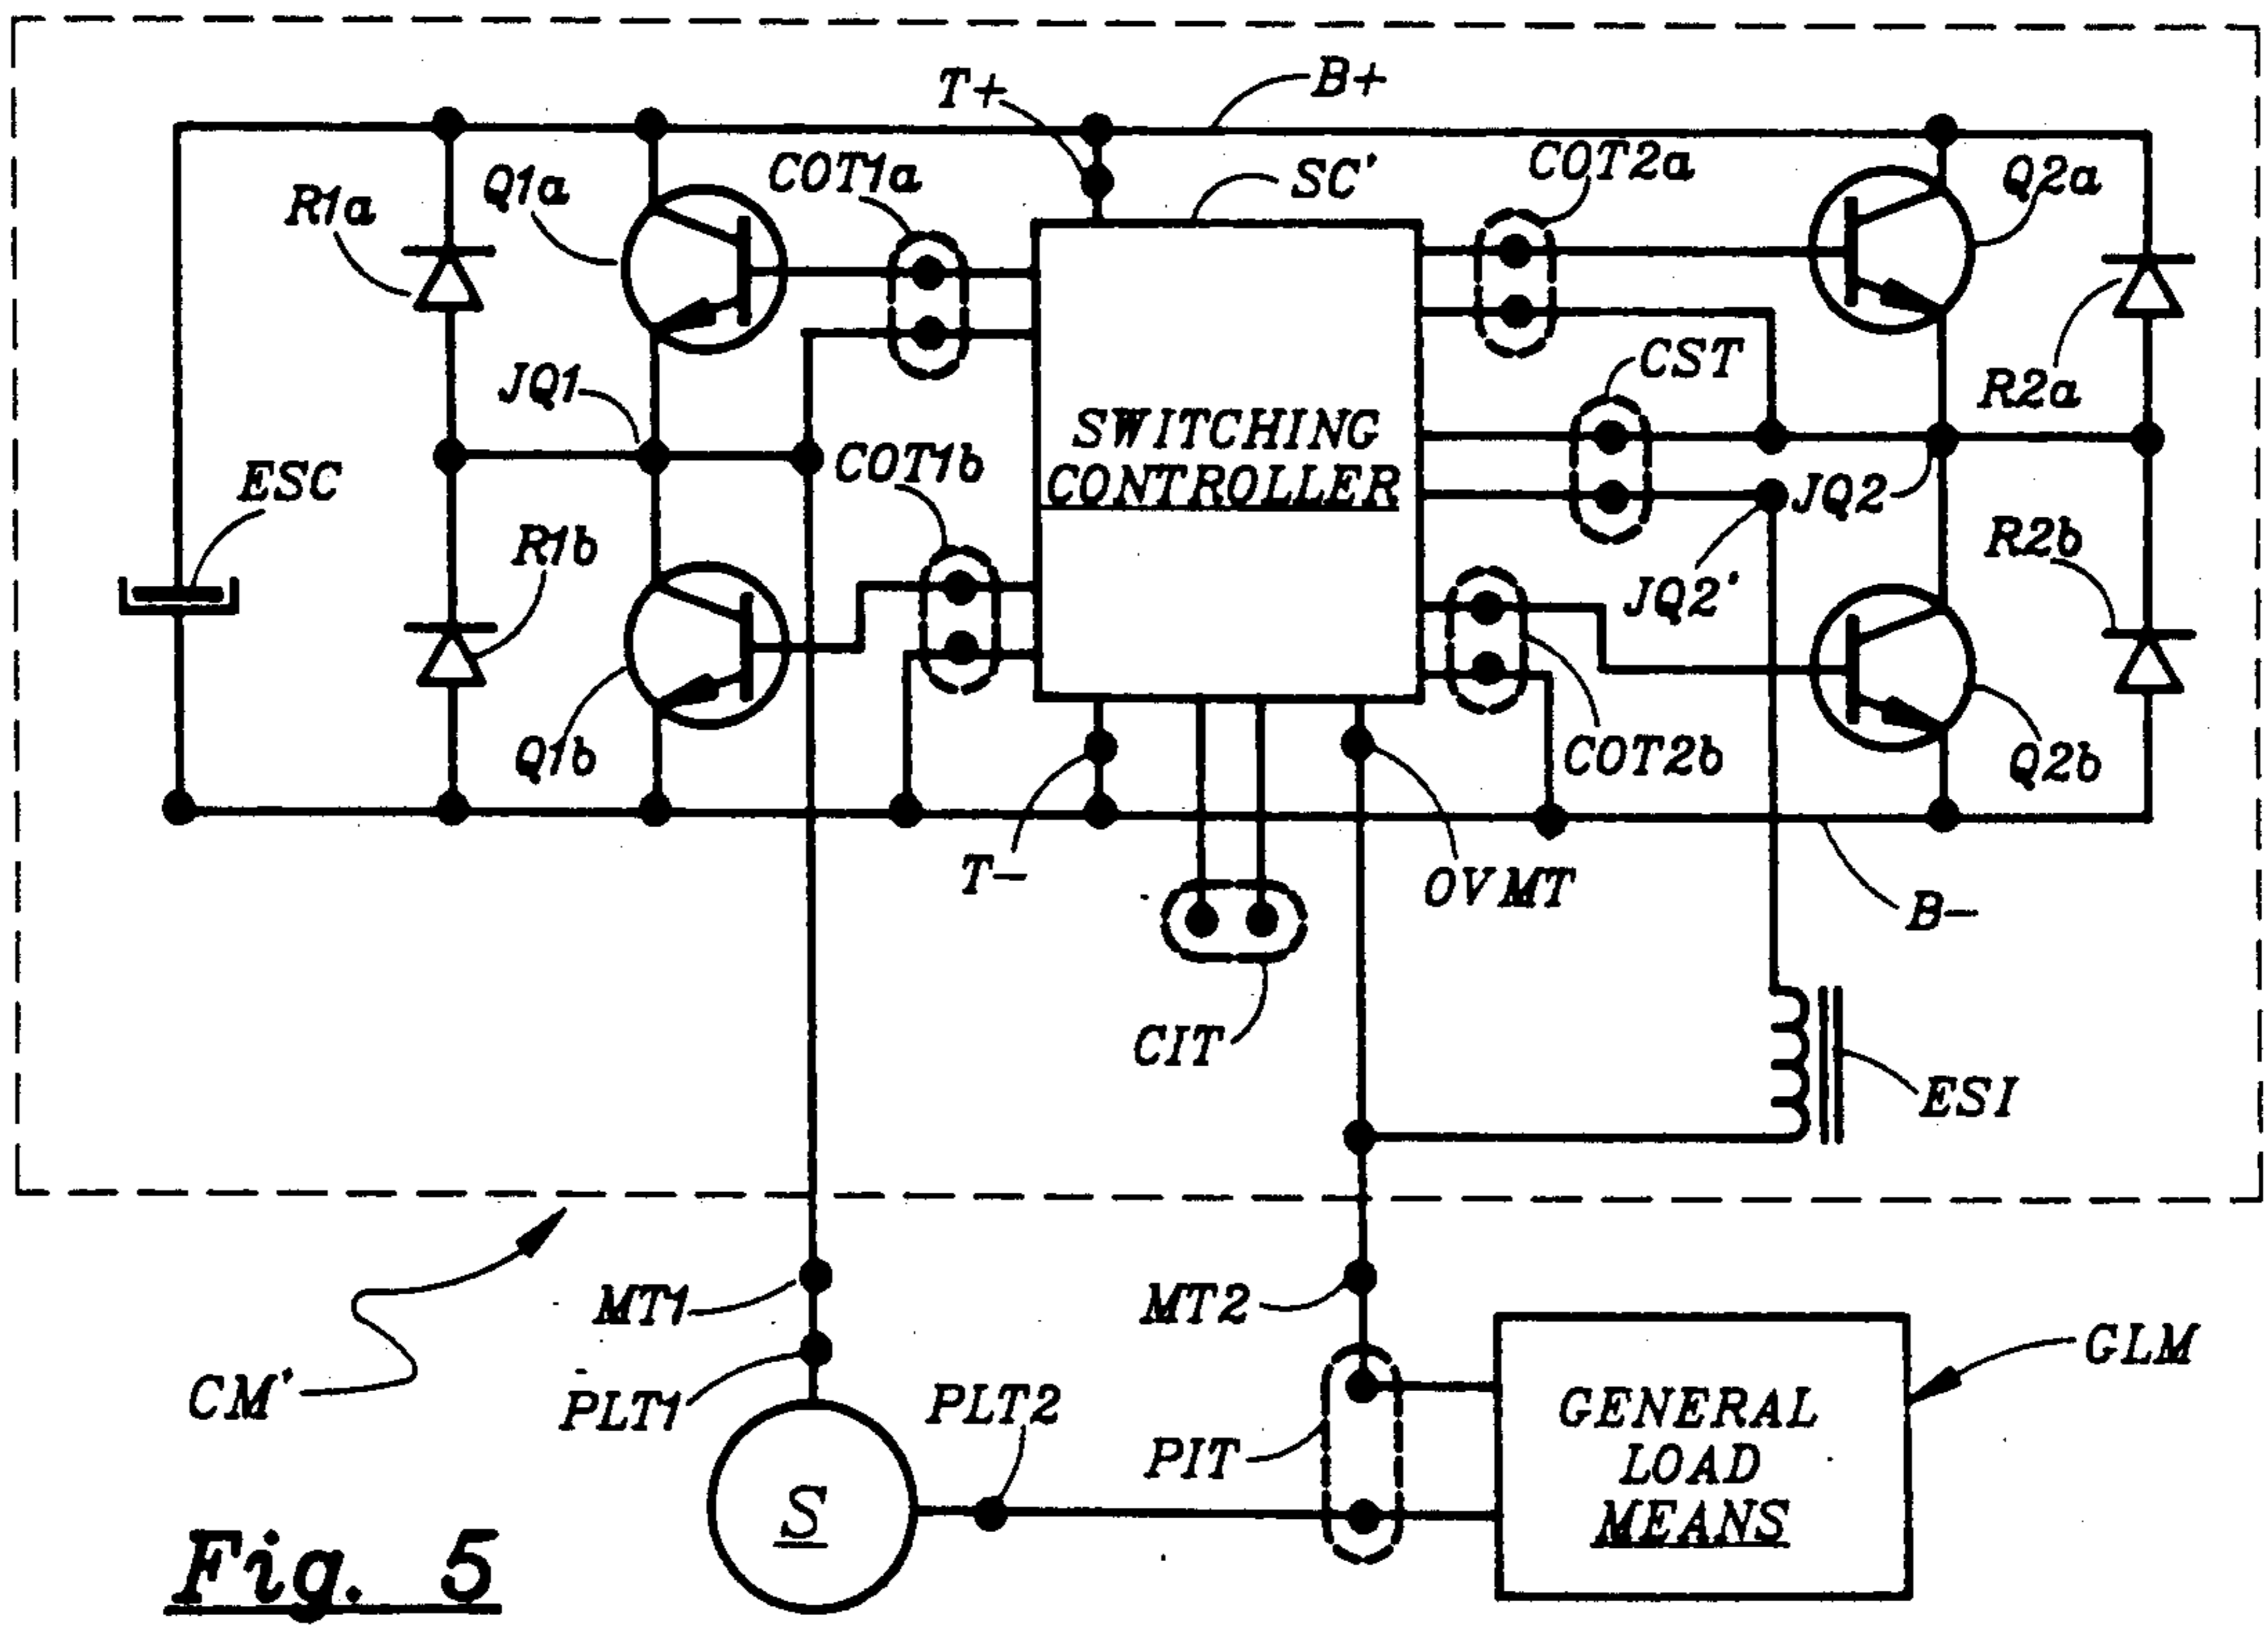 T+
B+
COT1a
SC'
COT2a
Q2a
R1a
Q1a
CST
R2a
JQ1
SWITCHING
CONTROLLER
COT1b
ESC
JQ2
R1b
R2b
JQ2'
Q1b
COT2b
Q2b
T-
OVMT
B-
CIT
ESI
MT1
MT2
GLM
CM'
PLT1
PLT2
GENERAL
LOAD
MEANS
PIT
S
Fig. 5